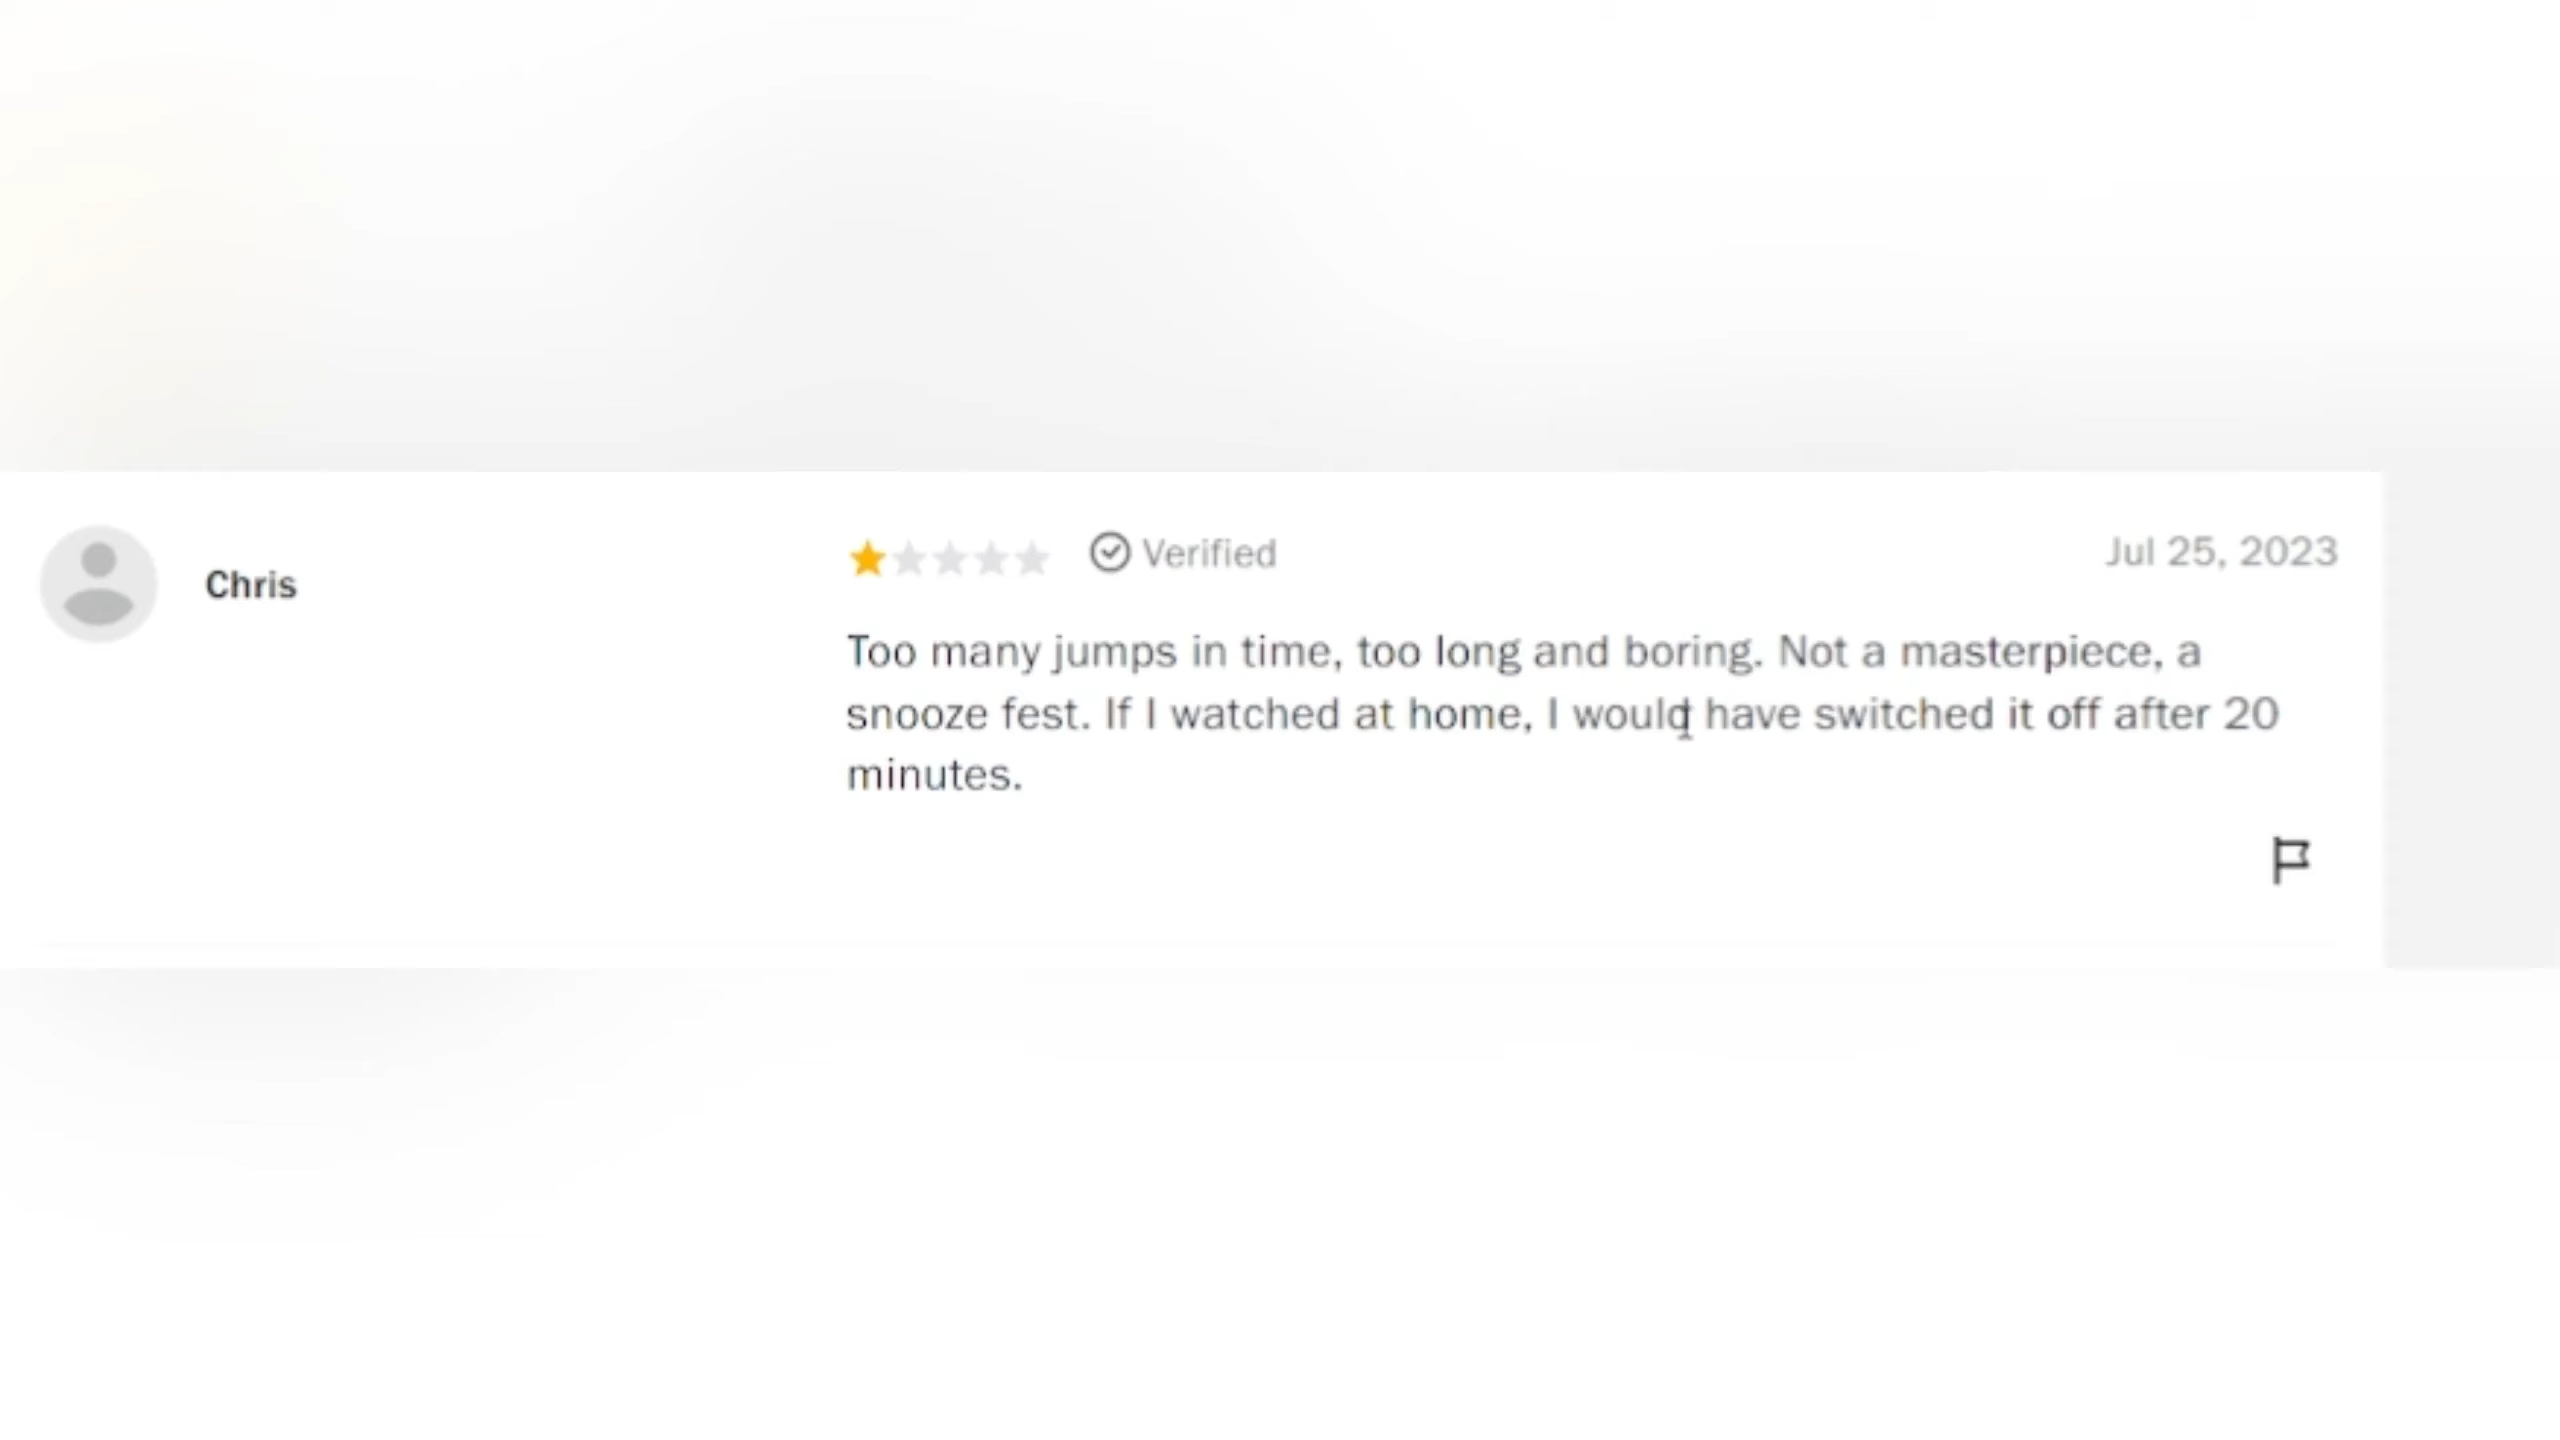 Chris
Verified
Jul 25, 2023
Too many jumps in time, too long and boring. Not a masterpiece, a
snooze fest. If I watched at home, I would have switched it off after 20
minutes.